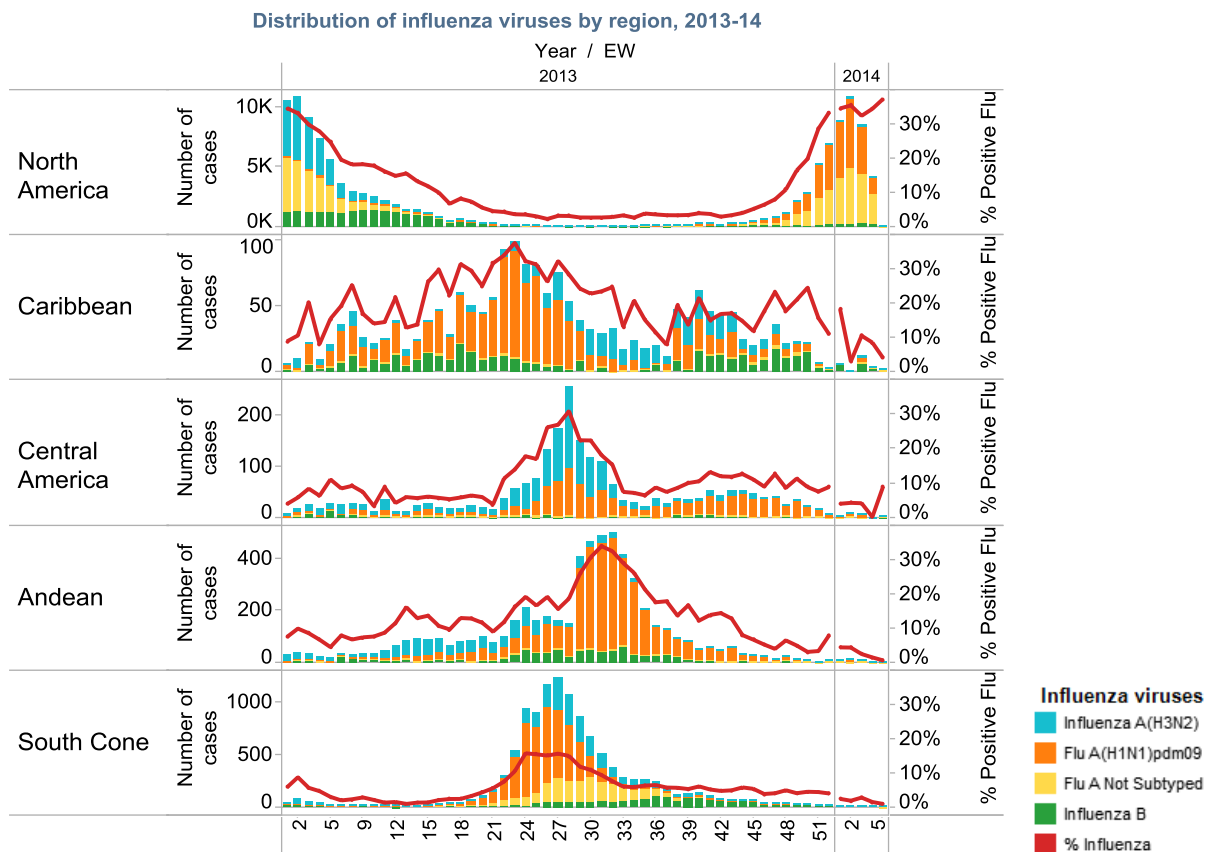 Distribution of influenza viruses by region, 2013-14
Year / EW
2013
2014
North
America
Number of
cases
10K
5K
0K
30%
20%
10%
0%
% Positive Flu
Caribbean
Number of
cases
100
50
0
30%
20%
10%
0%
% Positive Flu
Central
America
Number of
cases
200
100
0
30%
20%
10%
0%
% Positive Flu
Andean
Number of
cases
400
200
0
30%
20%
10%
0%
% Positive Flu
South Cone
Number of
cases
1000
500
0
30%
20%
10%
0%
% Positive Flu
2 5 9 12 15 18 21 24 27 30 33 36 39 42 45 48 51 2 5
Influenza viruses
Influenza A(H3N2)
Flu A(H1N1)pdm09
Flu A Not Subtyped
Influenza B
% Influenza